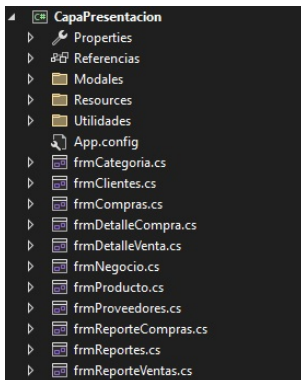 C# CapaPresentacion
Properties
Referencias
Modales
Resources
Utilidades
App.config
frmCategoria.cs
frmClientes.cs
frmCompras.cs
frmDetalleCompra.cs
frmDetalleVenta.cs
frmNegocio.cs
frmProducto.cs
frmProveedores.cs
frmReporteCompras.cs
frmReportes.cs
frmReporteVentas.cs